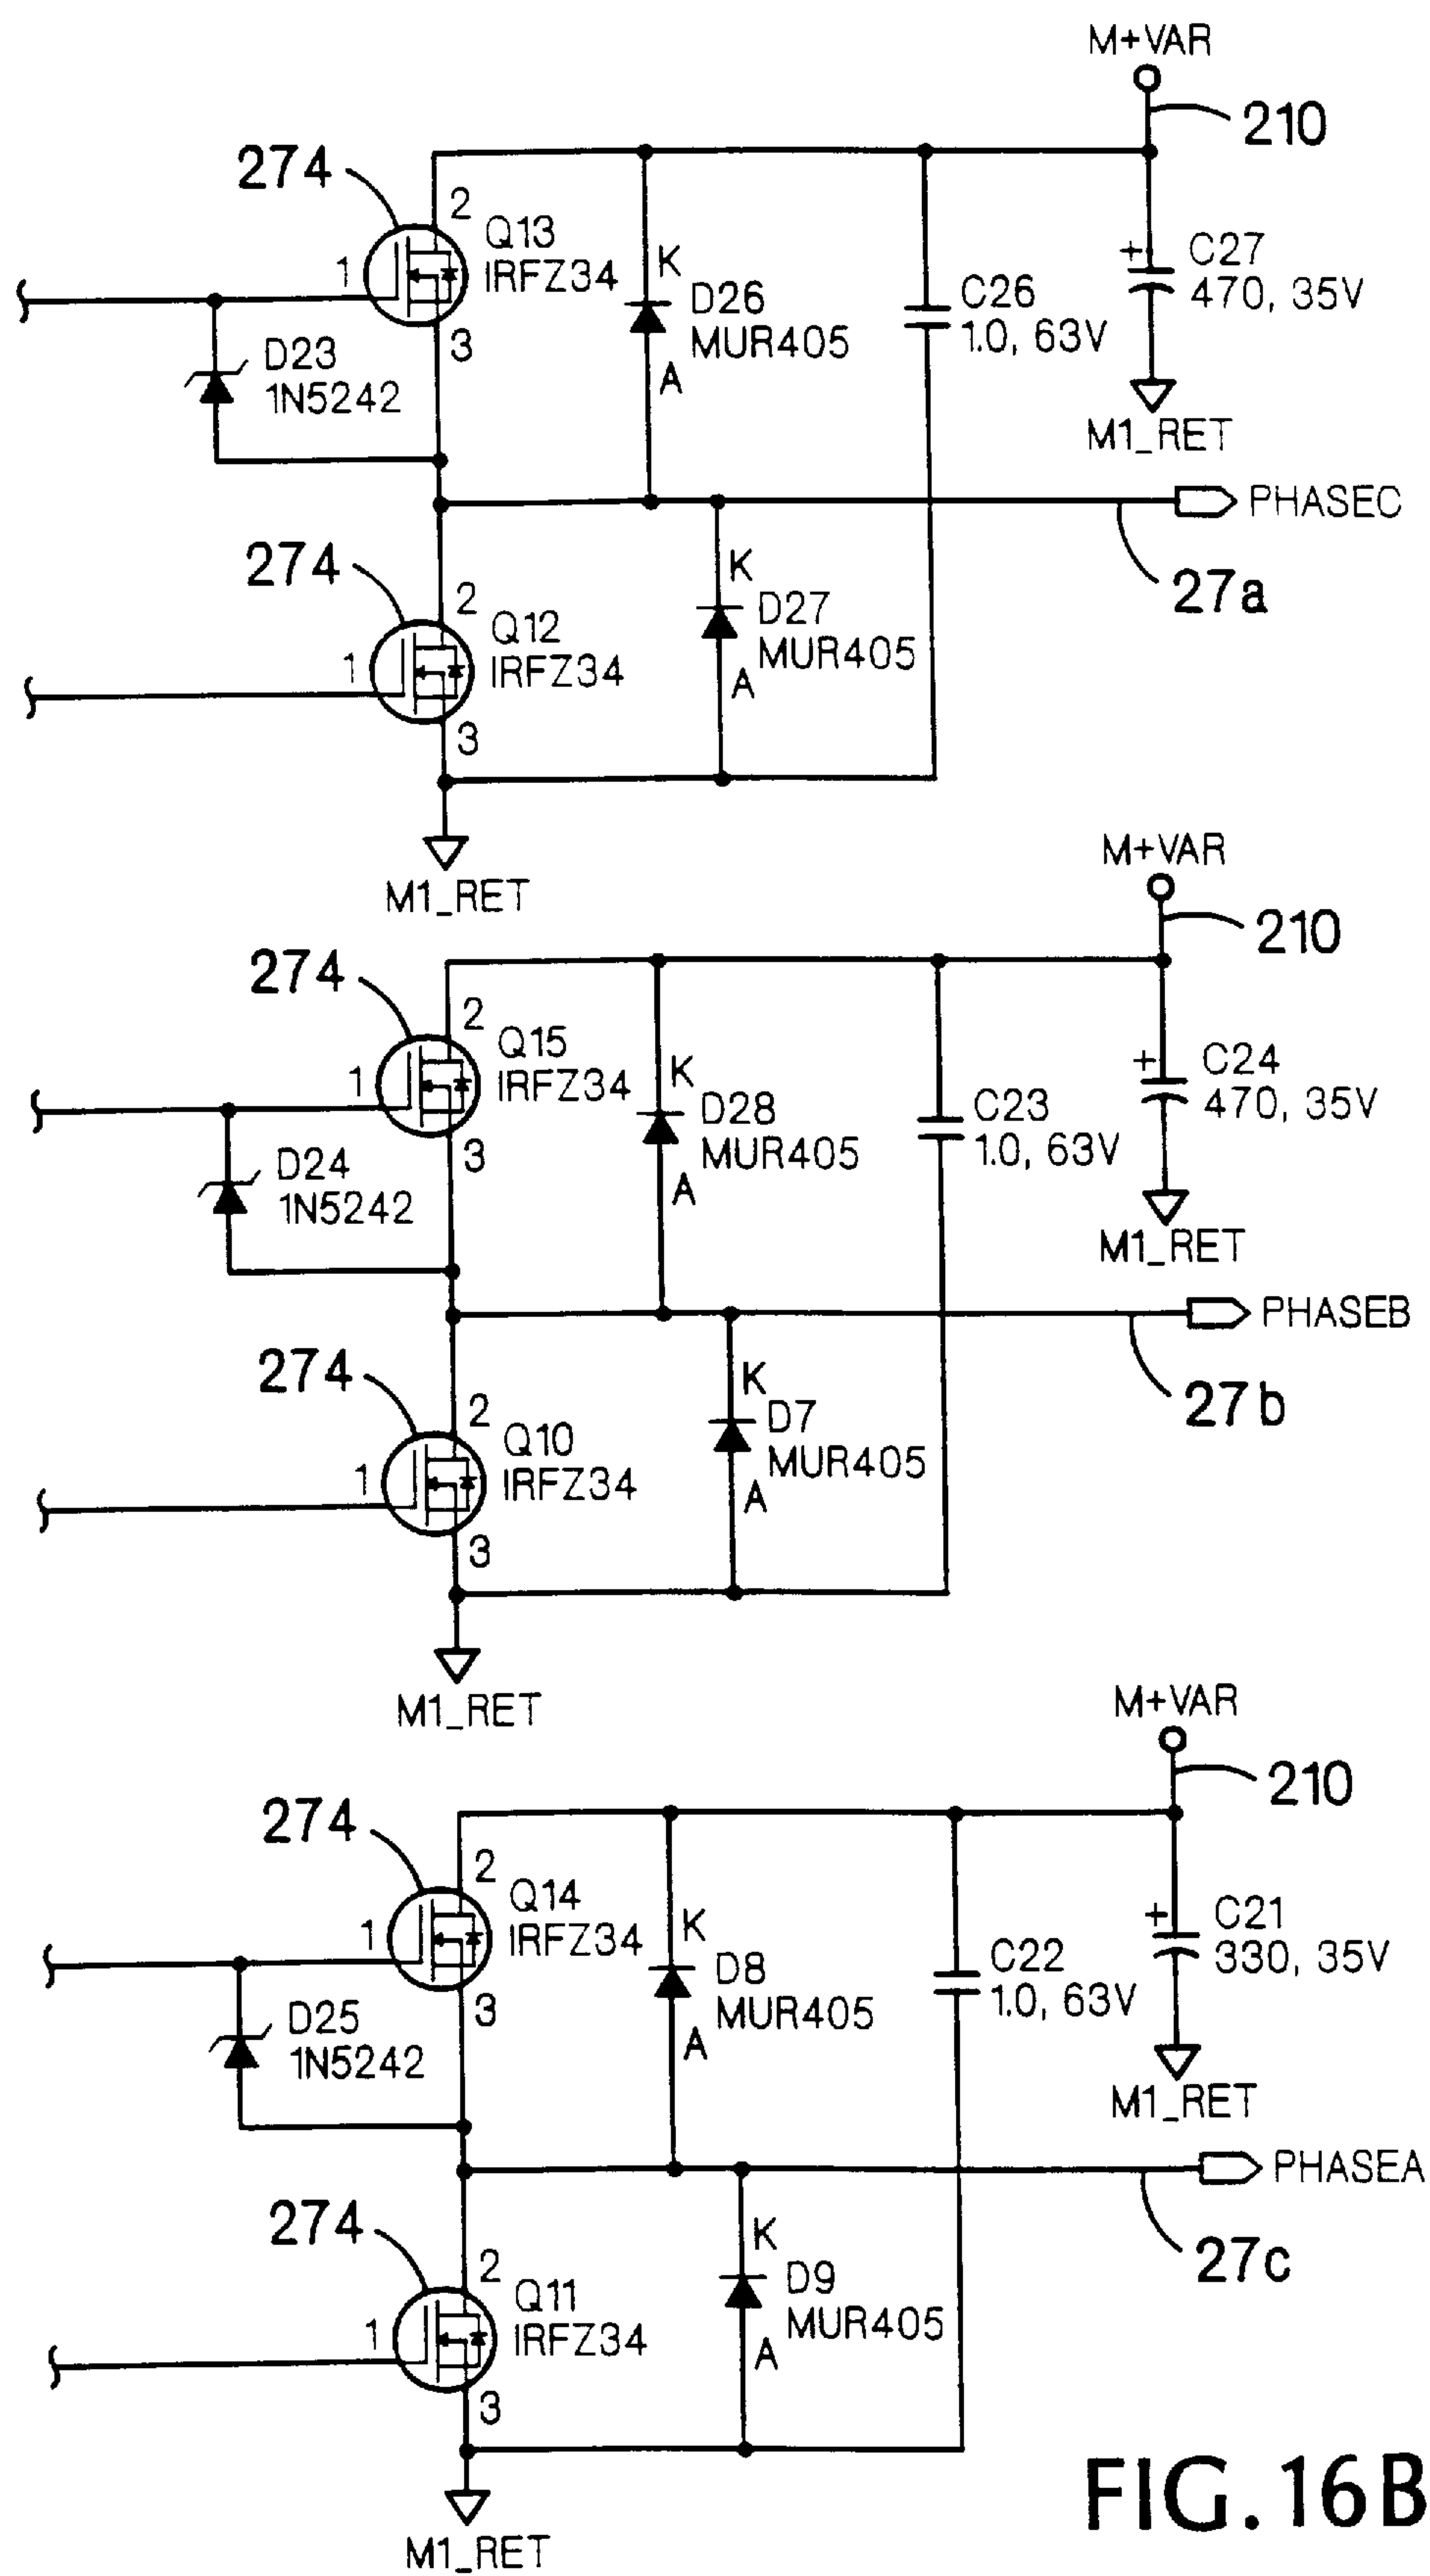 M+VAR
210
274
2
Q13
IRFZ34
1
3
K
D26
MUR405
A
C26
1.0, 63V
+
C27
470, 35V
M1_RET
D23
1N5242
PHASEC
27a
274
2
Q12
IRFZ34
1
3
K
D27
MUR405
A
M1_RET
M+VAR
210
274
2
Q15
IRFZ34
1
3
K
D28
MUR405
A
C23
1.0, 63V
+
C24
470, 35V
M1_RET
D24
1N5242
PHASEB
27b
274
2
Q10
IRFZ34
1
3
K
D7
MUR405
A
M1_RET
M+VAR
210
274
2
Q14
IRFZ34
1
3
K
D8
MUR405
A
C22
1.0, 63V
+
C21
330, 35V
M1_RET
D25
1N5242
PHASEA
27c
274
2
Q11
IRFZ34
1
3
K
D9
MUR405
A
M1_RET
FIG. 16B